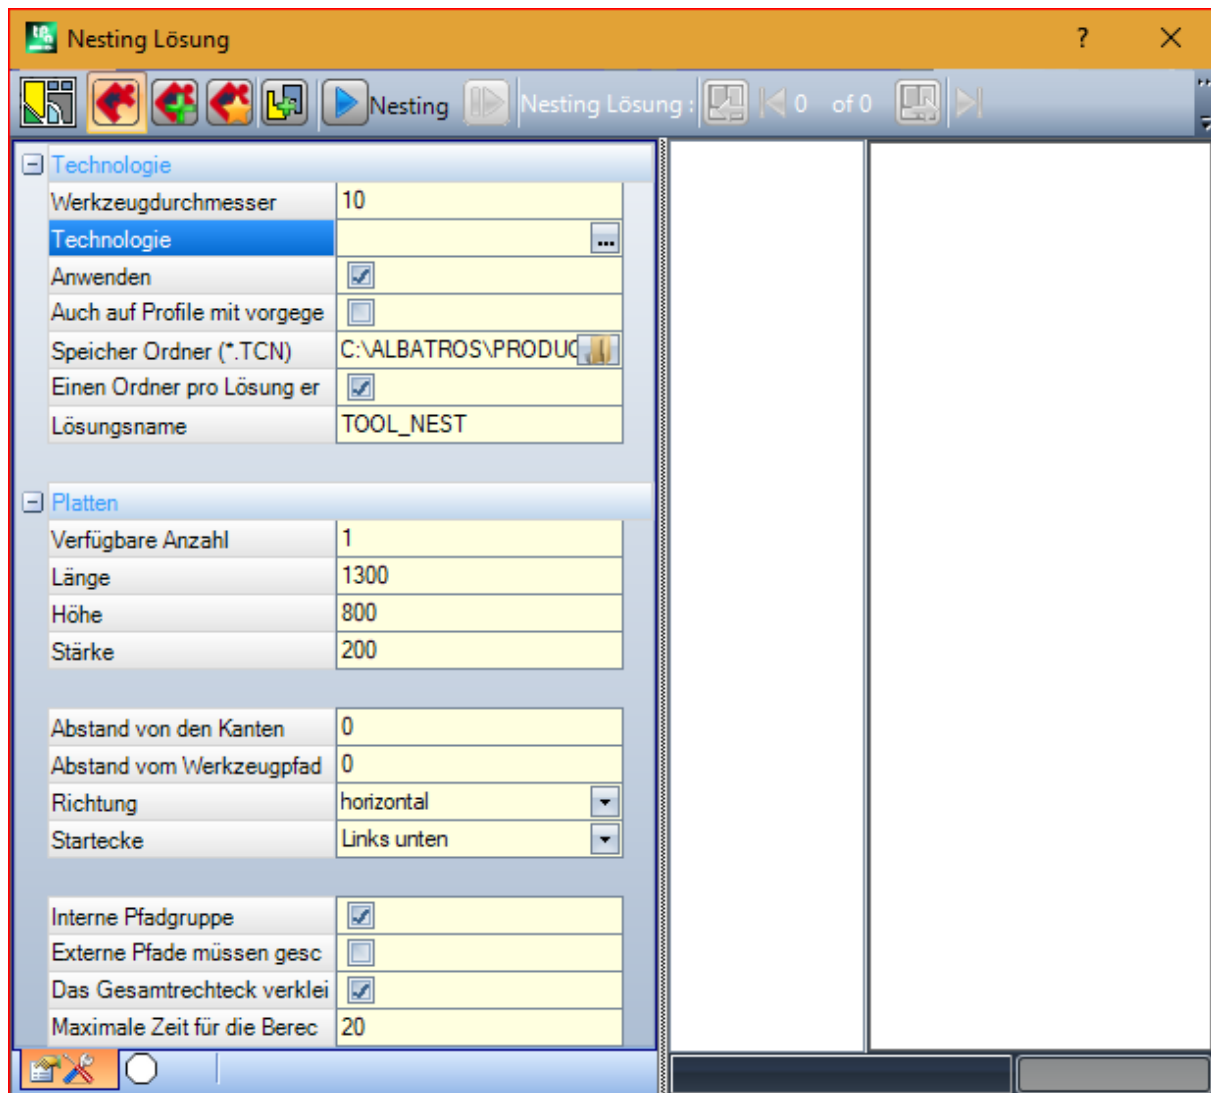 Nesting Lösung ?
Nesting Nesting Lösung : 0 of 0
Technologie
Werkzeugdurchmesser 10
Technologie ...
Anwenden
Auch auf Profile mit vorgege
Speicher Ordner (*.TCN) C:\ALBATROS\PRODUC
Einen Ordner pro Lösung er
Lösungsname TOOL_NEST
Platten
Verfügbare Anzahl 1
Länge 1300
Höhe 800
Stärke 200
Abstand von den Kanten 0
Abstand vom Werkzeugpfad 0
Richtung horizontal
Startecke Links unten
Interne Pfadgruppe
Externe Pfade müssen gesc
Das Gesamtrechteck verklei
Maximale Zeit für die Berec 20